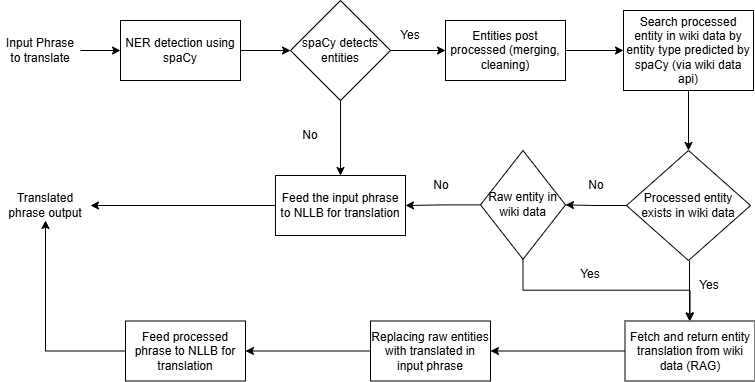 Input Phrase
to translate
NER detection using
spaCy
spaCy detects
entities
Yes
Entities post
processed (merging,
cleaning)
Search processed
entity in wiki data by
entity type predicted by
spaCy (via wiki data
api)
No
Translated
phrase output
Feed the input phrase
to NLLB for translation
No
Raw entity in
wiki data
No
Processed entity
exists in wiki data
Yes
Yes
Feed processed
phrase to NLLB for
translation
Replacing raw entities
with translated in
input phrase
Fetch and return entity
translation from wiki
data (RAG)